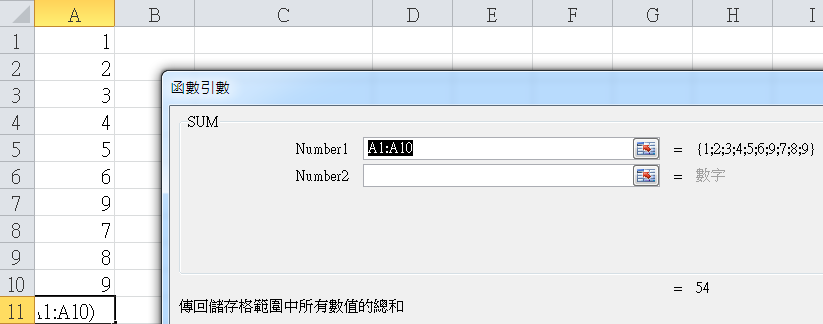 A B C D E F G H I
1 1
2 2
3 3
4 4
5 5
6 6
7 9
8 7
9 8
10 9
11 A1:A10)
函數引數
SUM
Number1 A1:A10 = {1;2;3;4;5;6;9;7;8;9}
Number2 = 數字
= 54
傳回儲存格範圍中所有數值的總和